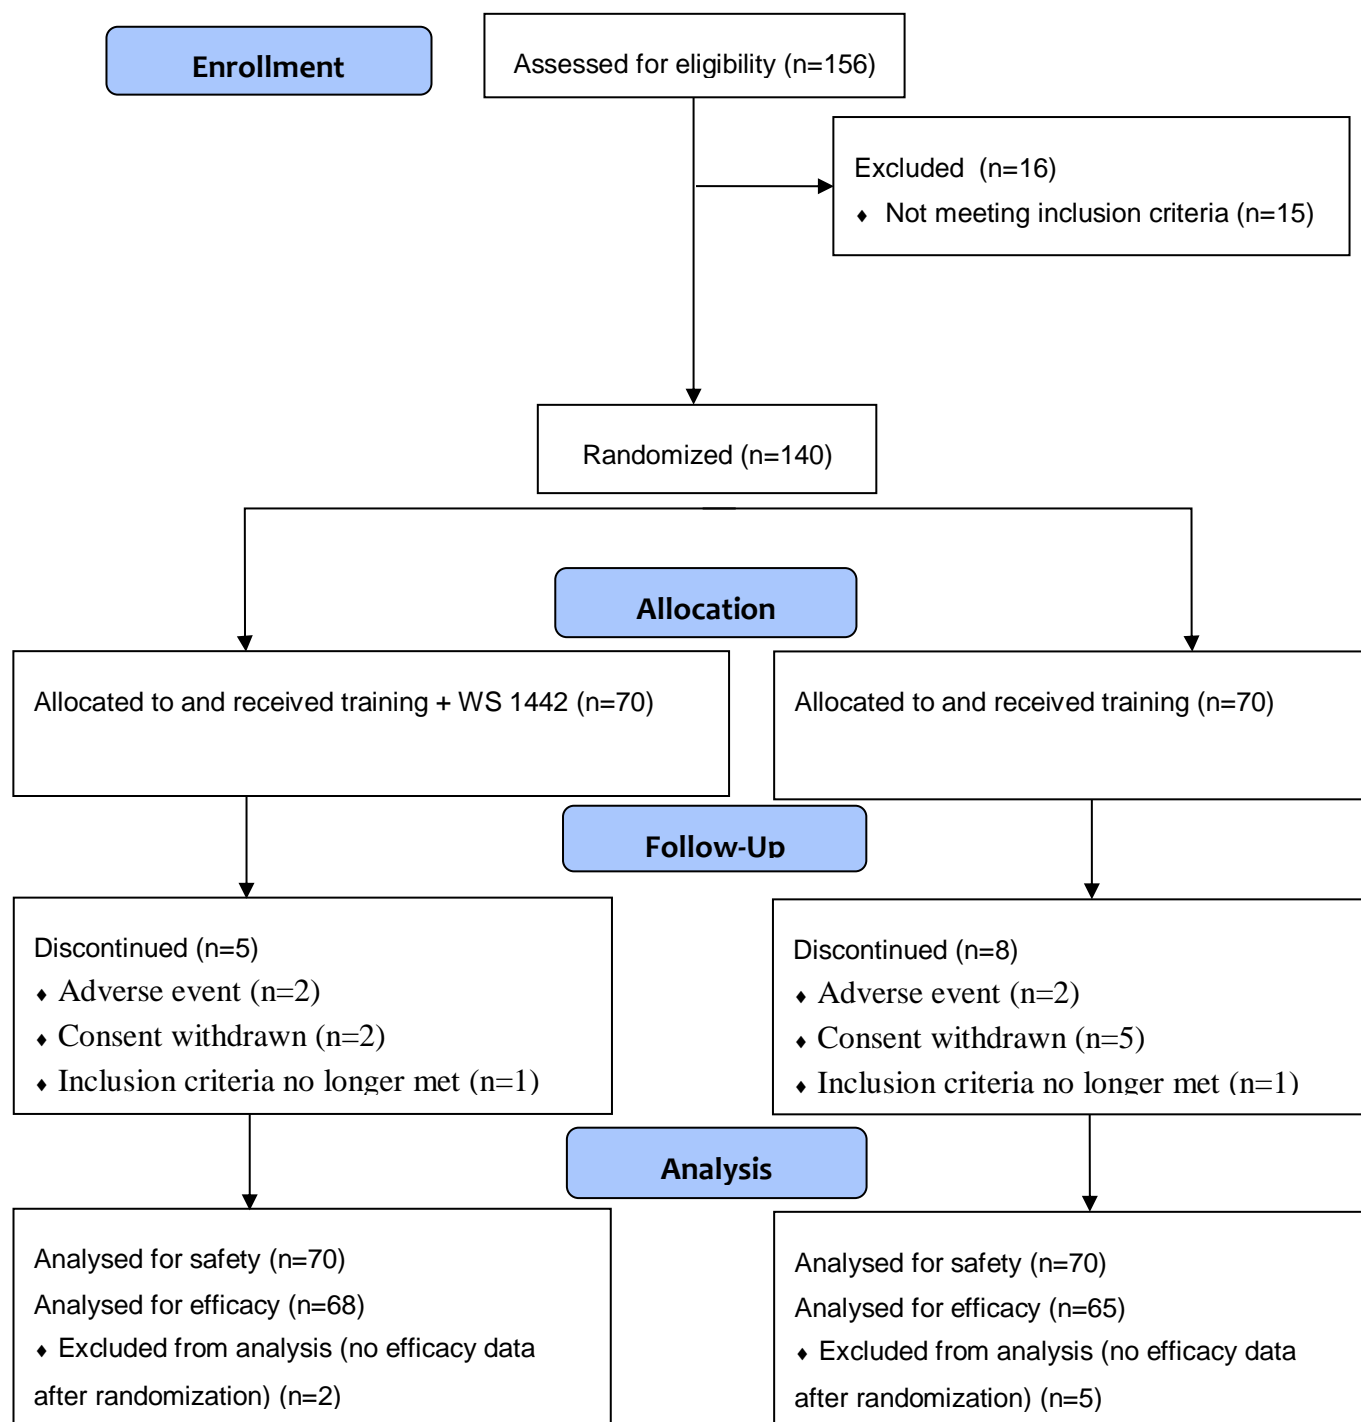 Enrollment
Assessed for eligibility (n=156)
Excluded  (n=16)
♦ Not meeting inclusion criteria (n=15)
Randomized (n=140)
Allocation
Allocated to and received training + WS 1442 (n=70)
Allocated to and received training (n=70)
Follow-Up
Discontinued (n=5)
♦ Adverse event (n=2)
♦ Consent withdrawn (n=2)
♦ Inclusion criteria no longer met (n=1)
Discontinued (n=8)
♦ Adverse event (n=2)
♦ Consent withdrawn (n=5)
♦ Inclusion criteria no longer met (n=1)
Analysis
Analysed for safety (n=70)
Analysed for efficacy (n=68)
♦ Excluded from analysis (no efficacy data
after randomization) (n=2)
Analysed for safety (n=70)
Analysed for efficacy (n=65)
♦ Excluded from analysis (no efficacy data
after randomization) (n=5)